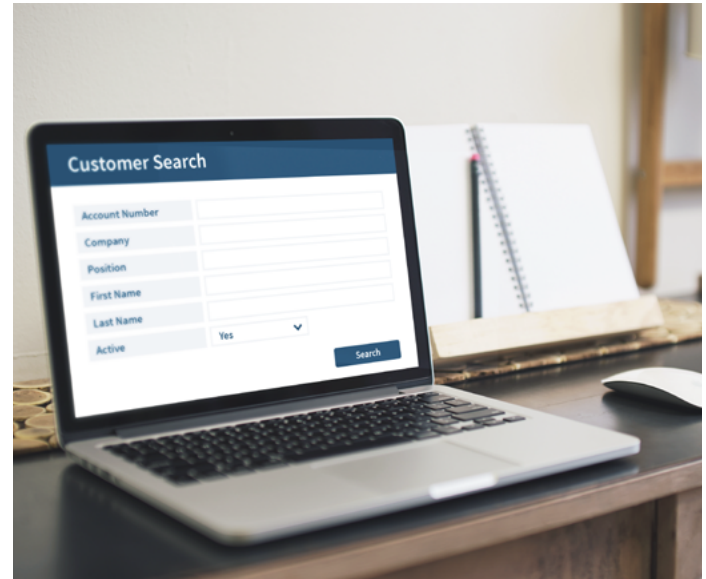 Customer Search
Account Number
Company
Position
First Name
Last Name
Active Yes
Search